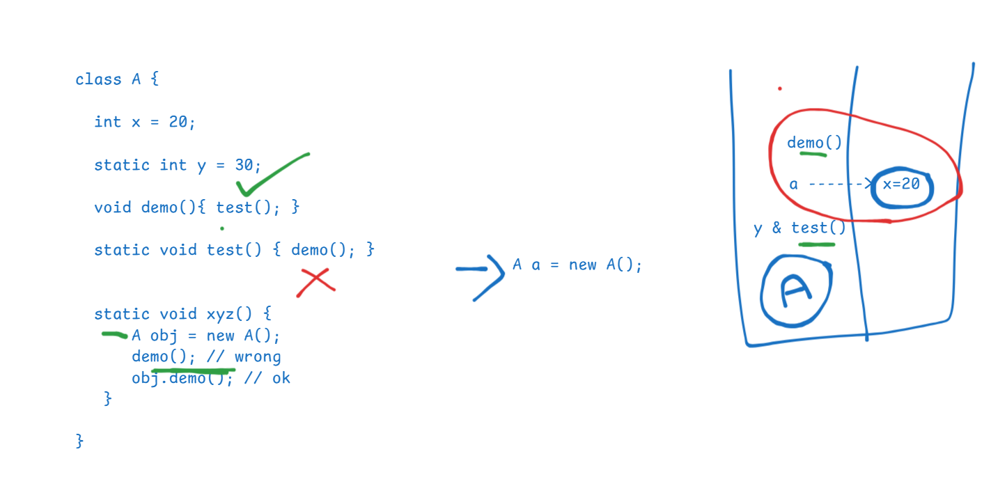 class A {
int x = 20;
static int y = 30;
void demo(){ test(); }
static void test() { demo(); }
static void xyz() {
A obj = new A();
demo(); // wrong
obj.demo(); // ok
}
}
A a = new A();
demo()
a ------> x=20
y & test()
A